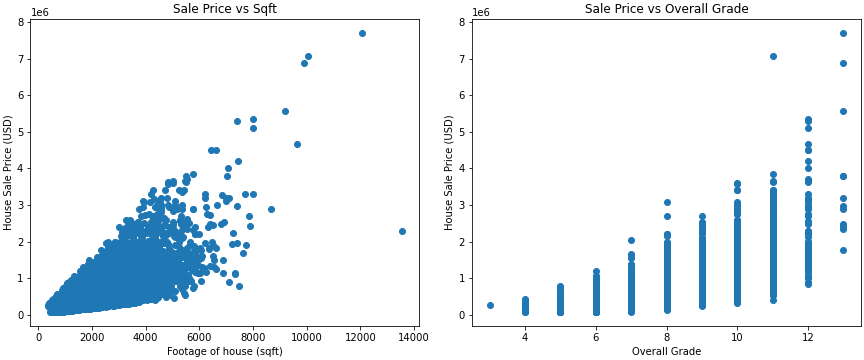 Sale Price vs Sqft
1e6
8
7
6
5
4
3
2
1
0
House Sale Price (USD)
0 2000 4000 6000 8000 10000 12000 14000
Footage of house (sqft)
Sale Price vs Overall Grade
1e6
8
7
6
5
4
3
2
1
0
House Sale Price (USD)
4 6 8 10 12
Overall Grade